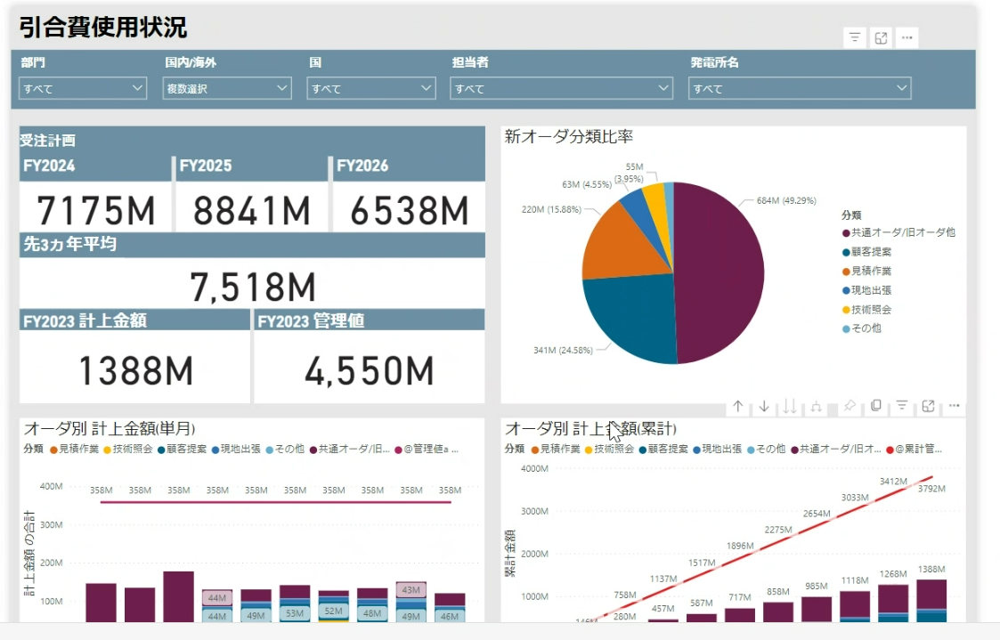 引合費使用状況
部門
国内/海外
国
担当者
発電所名
すべて
複数選択
すべて
すべて
すべて
受注計画
FY2024
FY2025
FY2026
7175M
8841M
6538M
先3ヵ年平均
7,518M
FY2023 計上金額
FY2023 管理値
1388M
4,550M
新オーダ分類比率
55M
(3.95%)
63M (4.55%)
220M (15.88%)
684M (49.29%)
341M (24.58%)
分類
共通オーダ/旧オーダ他
顧客提案
見積作業
現地出張
技術照会
その他
オーダ別 計上金額(単月)
分類 見積作業 技術照会 顧客提案 現地出張 その他 共通オーダ/旧... @管理値a ...
計上金額 の合計
400M
300M
200M
100M
358M 358M 358M 358M 358M 358M 358M 358M 358M 358M
44M 43M
44M 49M 53M 52M 48M 49M 46M
オーダ別 計上金額(累計)
分類 見積作業 技術照会 顧客提案 現地出張 その他 共通オーダ/旧オ... @累計管...
累計金額
4000M
3000M
2000M
1000M
758M 1137M 1517M 1896M 2275M 2654M 3033M 3412M 3792M
280M 457M 587M 717M 858M 985M 1118M 1268M 1388M